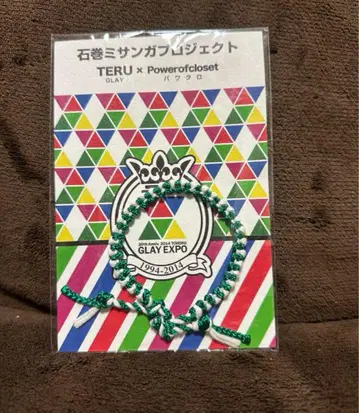 石巻ミサンガプロジェクト
TERU × Powerofcloset
GLAY パワクロ
20th Anniv 2014 TOHOKU
GLAY EXPO
1994-2014